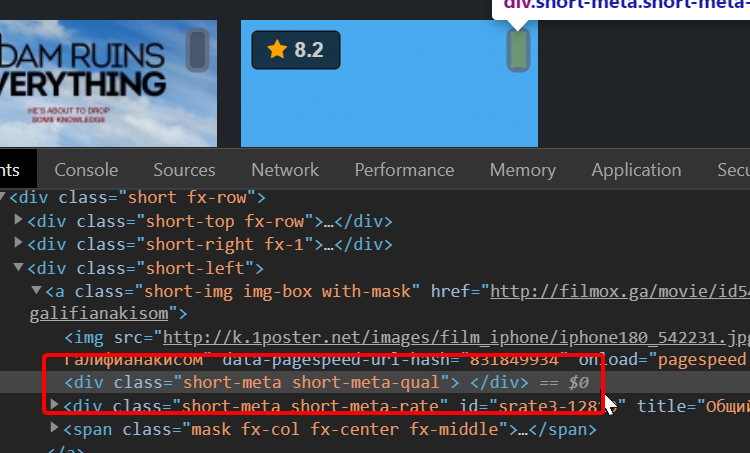 div.short-meta.short-meta-
DAM RUINS
VERYTHING
HE'S ABOUT TO DROP
SOME KNOWLEDGE
8.2
nts Console Sources Network Performance Memory Application Secu
<div class="short fx-row">
<div class="short-top fx-row">…</div>
<div class="short-right fx-1">…</div>
<div class="short-left">
<a class="short-img img-box with-mask" href="http://filmox.ga/movie/id54
galifianakisom">
<img src="http://k.1poster.net/images/film_iphone/iphone180_542231.jpg
Галифианакисом" data-pagespeed-url-hash="831849934" onload="pagespeed
<div class="short-meta short-meta-qual"> </div> == $0
<div class="short-meta short-meta-rate" id="srate3-1281 title="Общий
<span class="mask fx-col fx-center fx-middle">…</span>
</a>